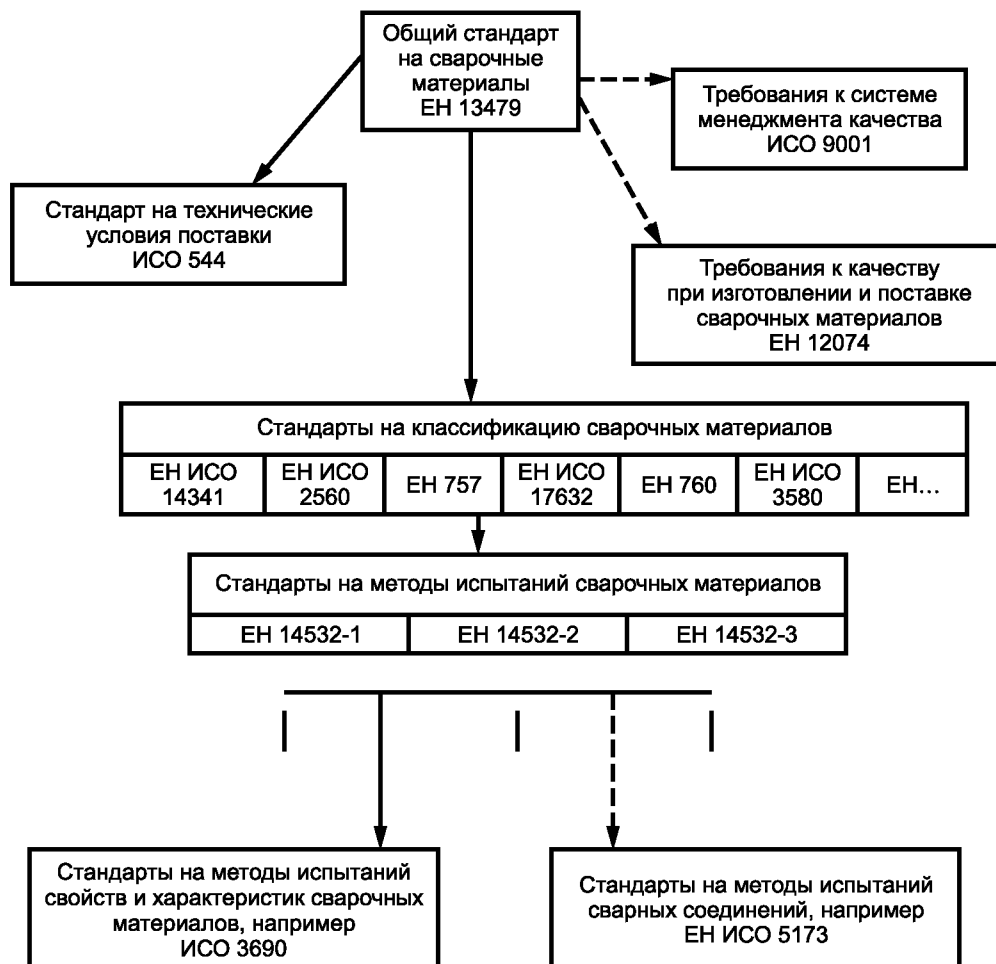 Общий стандарт
на сварочные
материалы
ЕН 13479
Требования к системе
менеджмента качества
ИСО 9001
Стандарт на технические
условия поставки
ИСО 544
Требования к качеству
при изготовлении и поставке
сварочных материалов
ЕН 12074
Стандарты на классификацию сварочных материалов
ЕН ИСО
14341
ЕН ИСО
2560
ЕН 757
ЕН ИСО
17632
ЕН 760
ЕН ИСО
3580
ЕН...
Стандарты на методы испытаний сварочных материалов
ЕН 14532-1
ЕН 14532-2
ЕН 14532-3
Стандарты на методы испытаний
свойств и характеристик сварочных
материалов, например
ИСО 3690
Стандарты на методы испытаний
сварных соединений, например
ЕН ИСО 5173